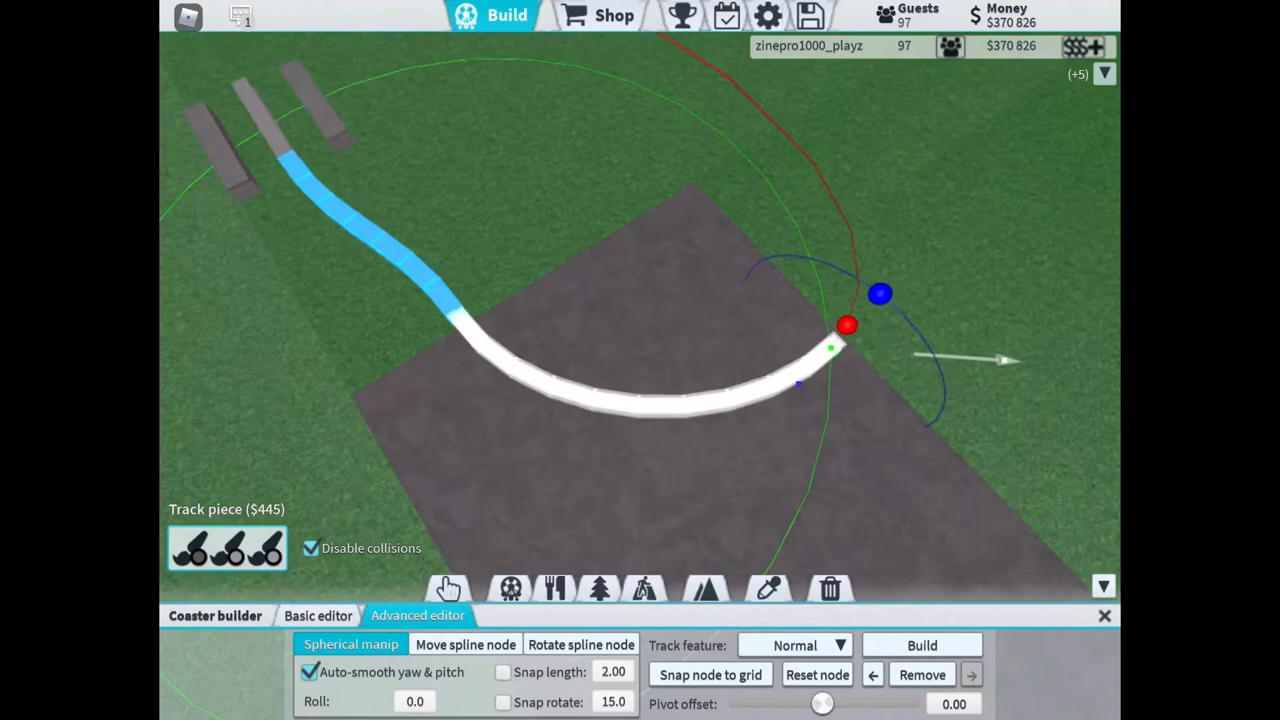 1
Build
Shop
Guests
97
Money
$370 826
zinepro1000_playz
97
$370 826
$$$+
(+5)
Track piece ($445)
Disable collisions
Coaster builder
Basic editor
Advanced editor
Spherical manip
Move spline node
Rotate spline node
Track feature:
Normal
Build
Auto-smooth yaw & pitch
Snap length:
2.00
Snap node to grid
Reset node
Remove
Roll:
0.0
Snap rotate:
15.0
Pivot offset:
0.00